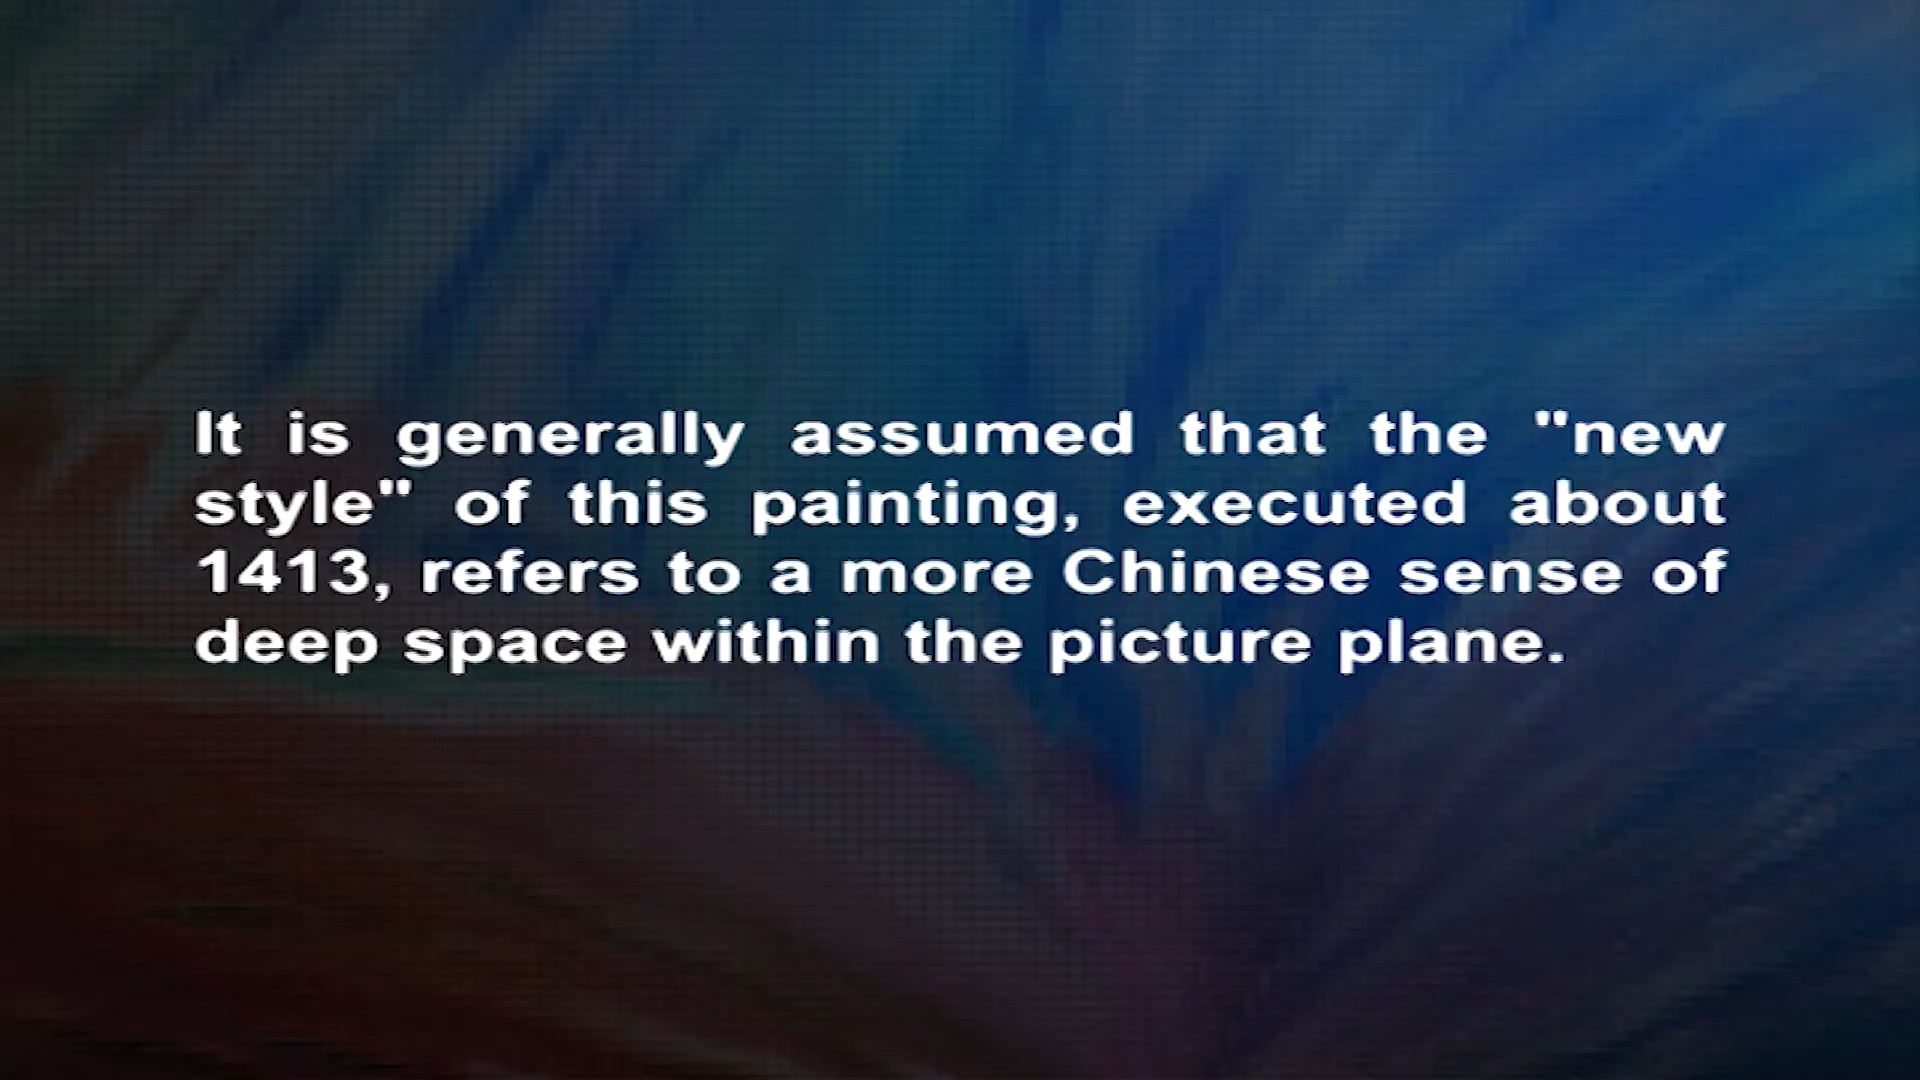 It is generally assumed that the "new
style" of this painting, executed about
1413, refers to a more Chinese sense of
deep space within the picture plane.